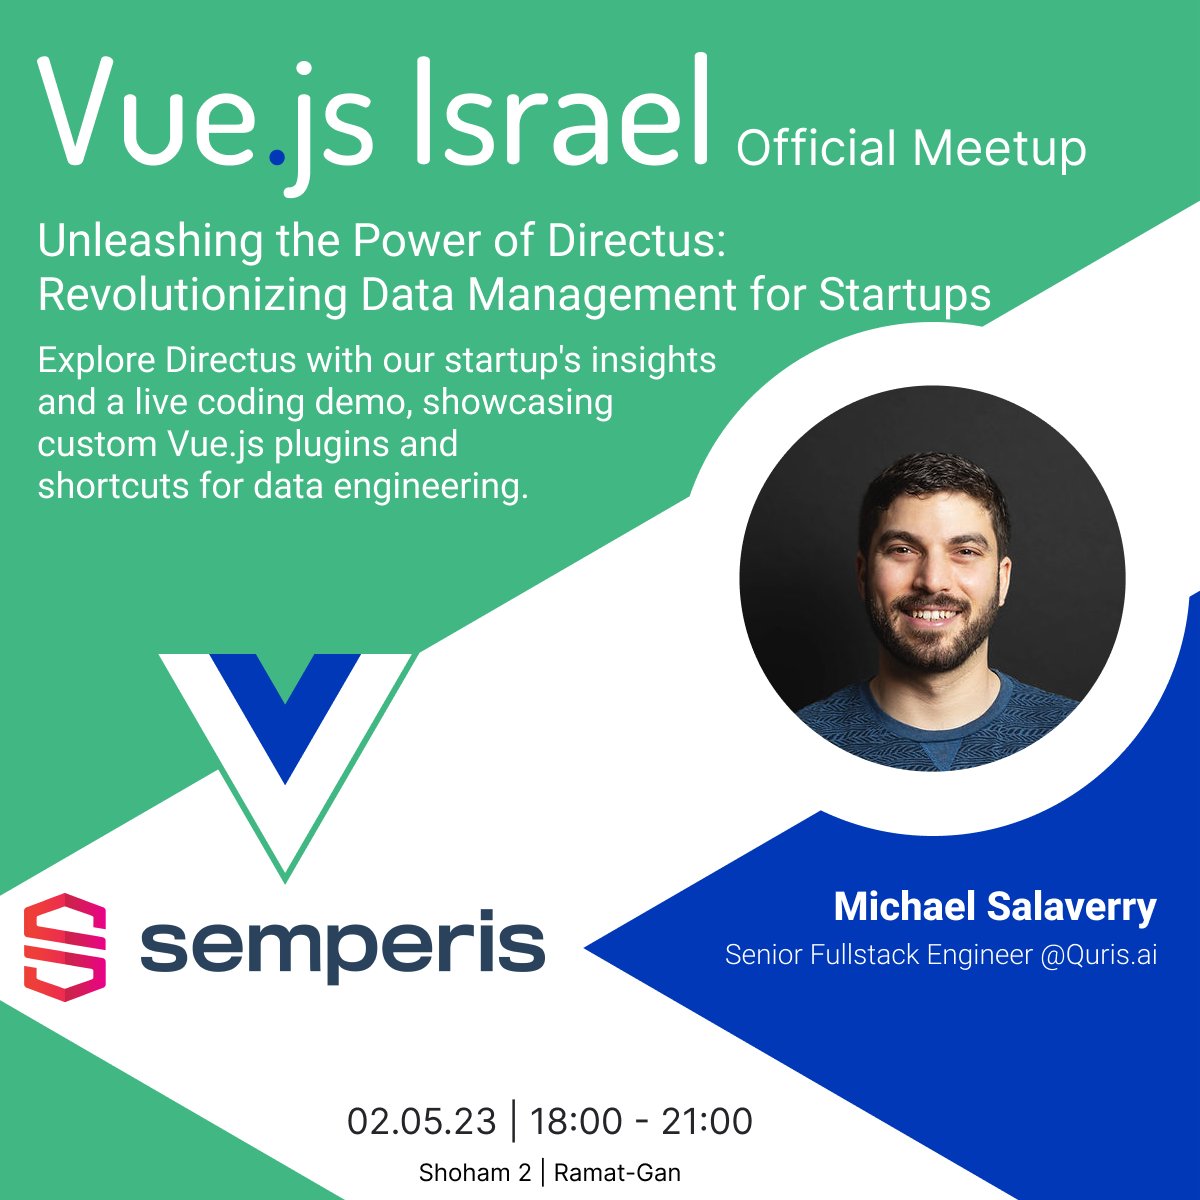 Vue.js Israel Official Meetup
Unleashing the Power of Directus:
Revolutionizing Data Management for Startups
Explore Directus with our startup's insights
and a live coding demo, showcasing
custom Vue.js plugins and
shortcuts for data engineering.
semperis
Michael Salaverry
Senior Fullstack Engineer @Quris.ai
02.05.23 | 18:00 - 21:00
Shoham 2 | Ramat-Gan